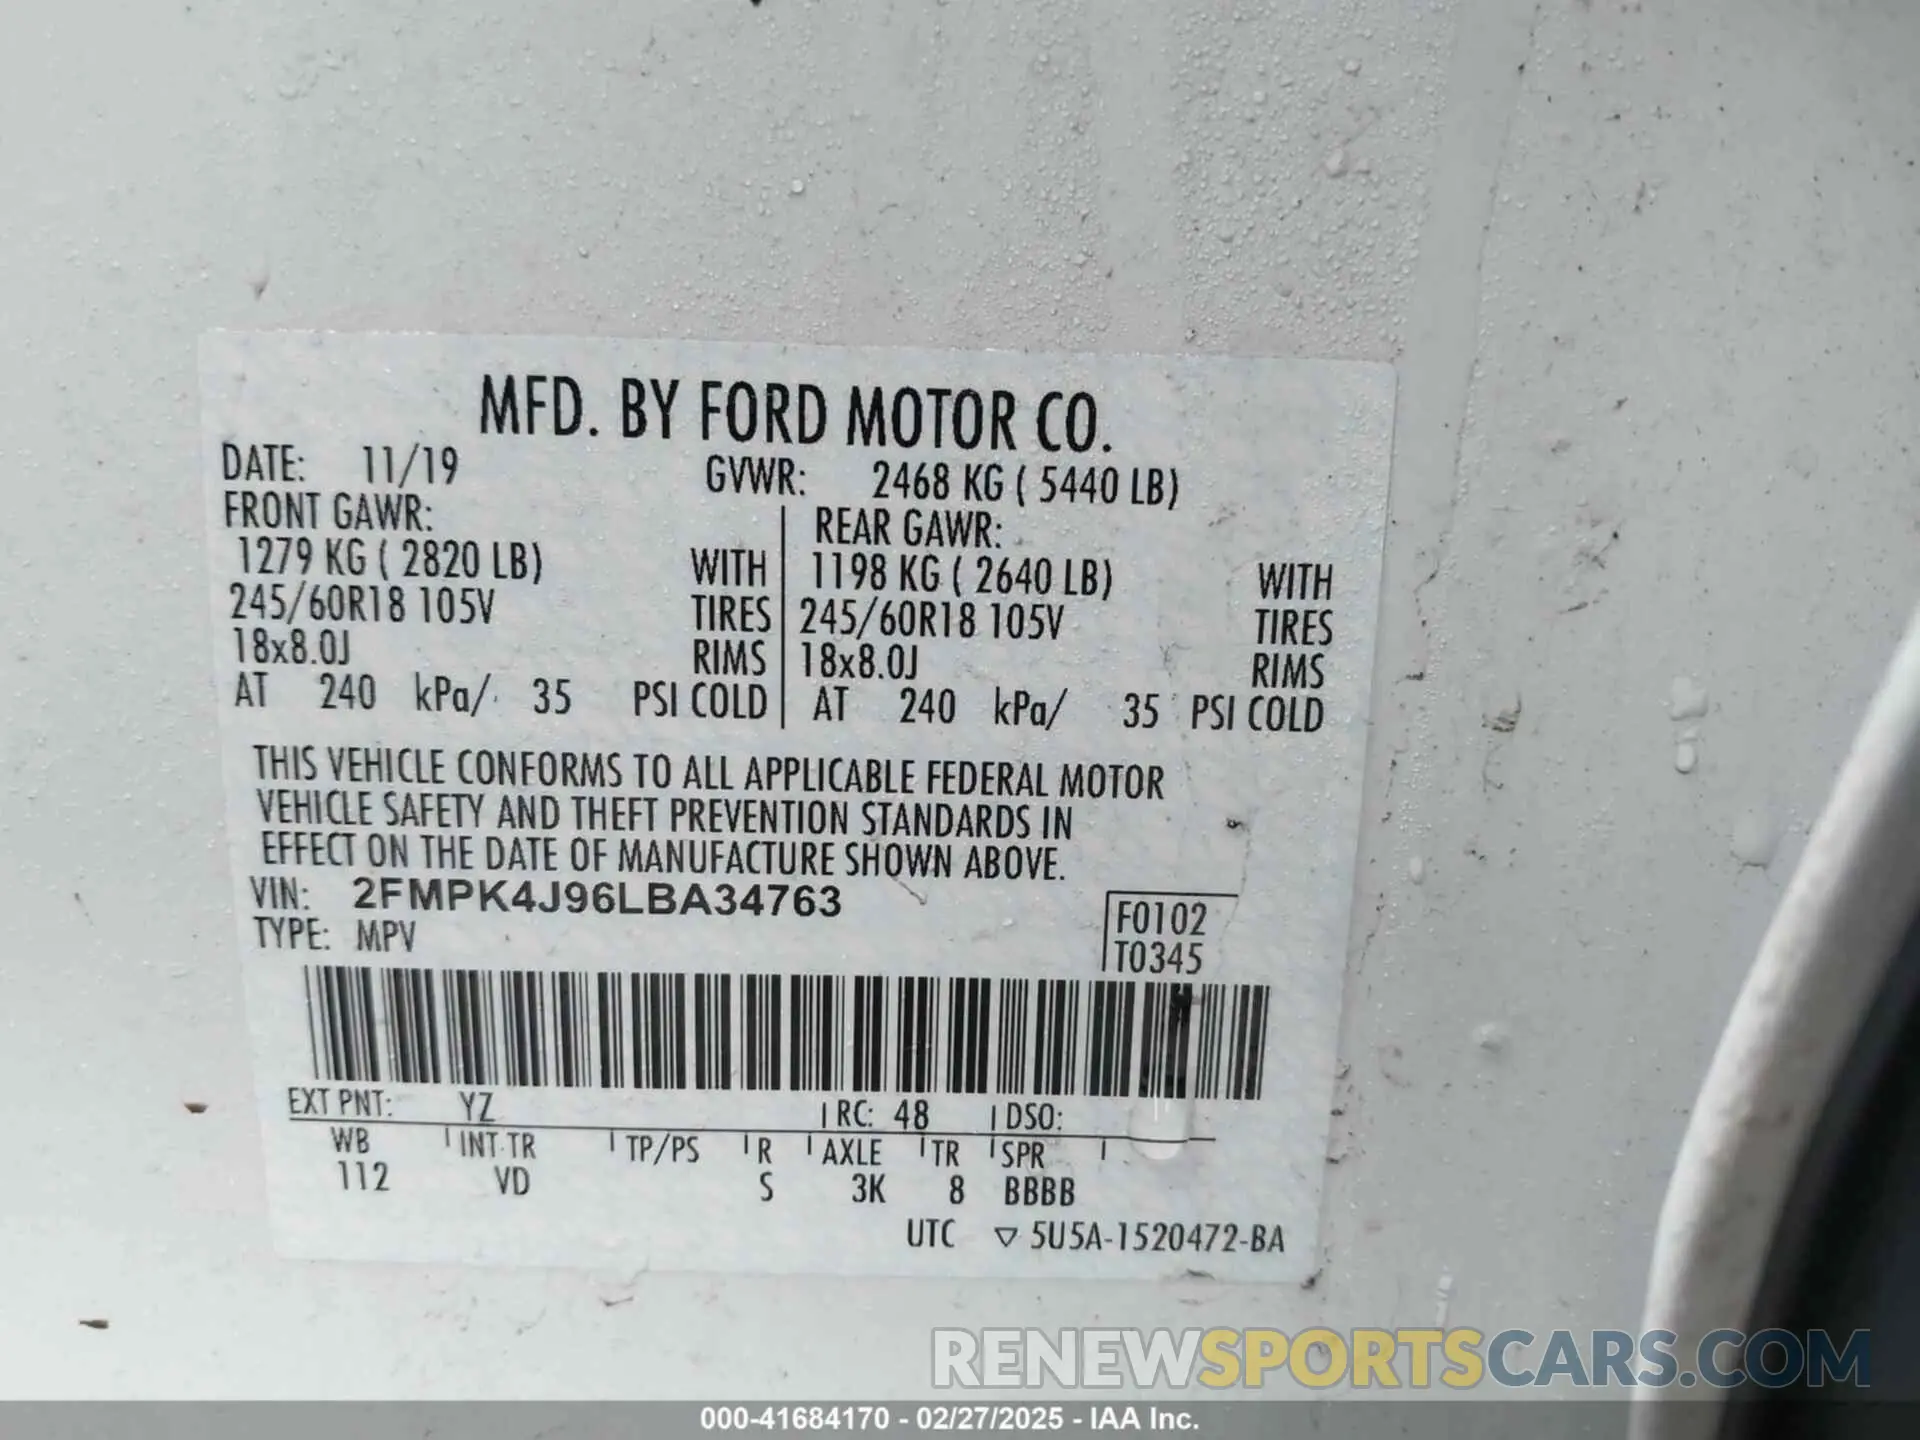 MFD. BY FORD MOTOR CO.
DATE: 11/19 GVWR: 2468 KG ( 5440 LB)
FRONT GAWR: REAR GAWR:
1279 KG ( 2820 LB) WITH 1198 KG ( 2640 LB) WITH
245/60R18 105V TIRES 245/60R18 105V TIRES
18x8.0J RIMS 18x8.0J RIMS
AT 240 kPa/ 35 PSI COLD AT 240 kPa/ 35 PSI COLD
THIS VEHICLE CONFORMS TO ALL APPLICABLE FEDERAL MOTOR
VEHICLE SAFETY AND THEFT PREVENTION STANDARDS IN
EFFECT ON THE DATE OF MANUFACTURE SHOWN ABOVE.
VIN: 2FMPK4J96LBA34763
TYPE: MPV
F0102
T0345
EXT PNT: YZ RC: 48 DSO:
WB INT TR TP/PS R AXLE TR SPR
112 VD S 3K 8 BBBB
UTC ▽ 5U5A-1520472-BA
RENEWSPORTSCARS.COM
000-41684170 - 02/27/2025 - IAA Inc.